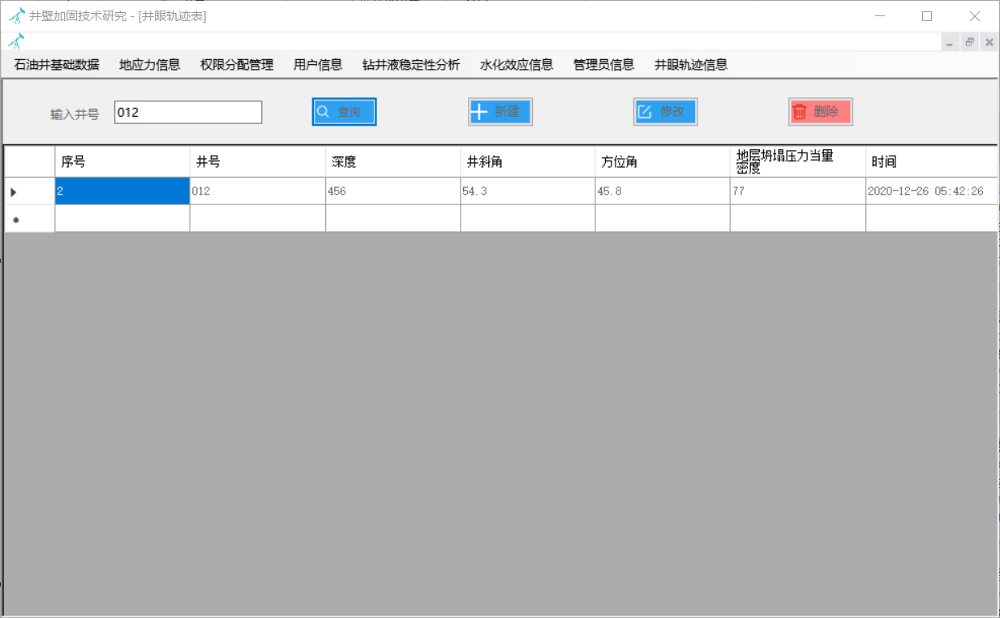 井壁加固技术研究 - [井眼轨迹表]
石油井基础数据 地应力信息 权限分配管理 用户信息 钻井液稳定性分析 水化效应信息 管理员信息 井眼轨迹信息
输入井号 012 查询 新建 修改 删除
序号 井号 深度 井斜角 方位角 地层坍塌压力当量 时间
密度
2 012 456 54.3 45.8 77 2020-12-26 05:42:26